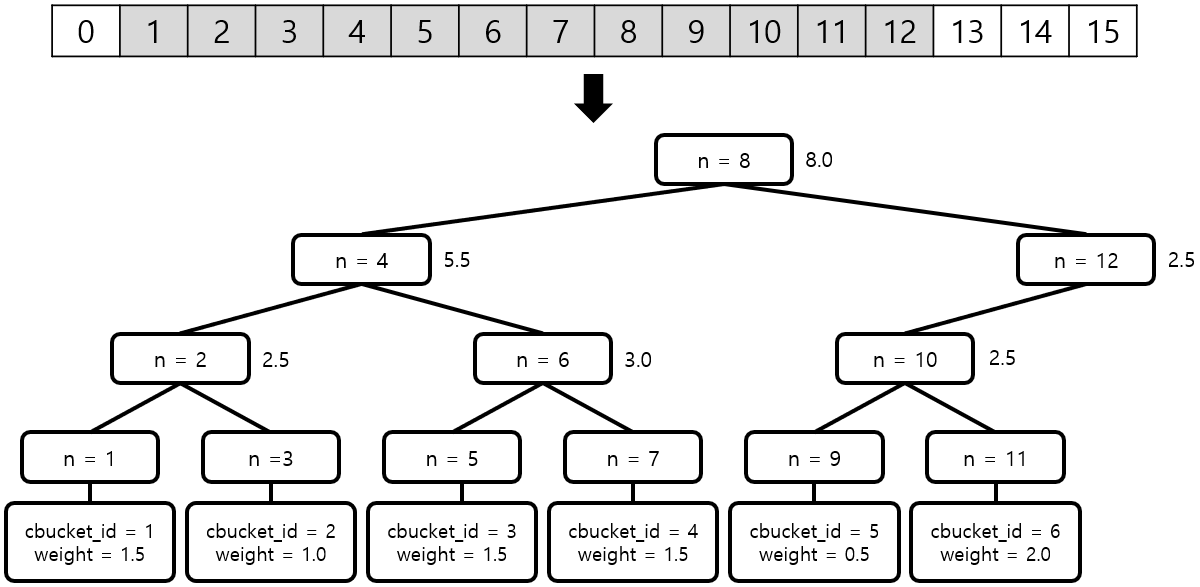 0 1 2 3 4 5 6 7 8 9 10 11 12 13 14 15
n = 8 8.0
n = 4 5.5 n = 12 2.5
n = 2 2.5 n = 6 3.0 n = 10 2.5
n = 1 n =3 n = 5 n = 7 n = 9 n = 11
cbucket_id = 1 cbucket_id = 2 cbucket_id = 3 cbucket_id = 4 cbucket_id = 5 cbucket_id = 6
weight = 1.5 weight = 1.0 weight = 1.5 weight = 1.5 weight = 0.5 weight = 2.0